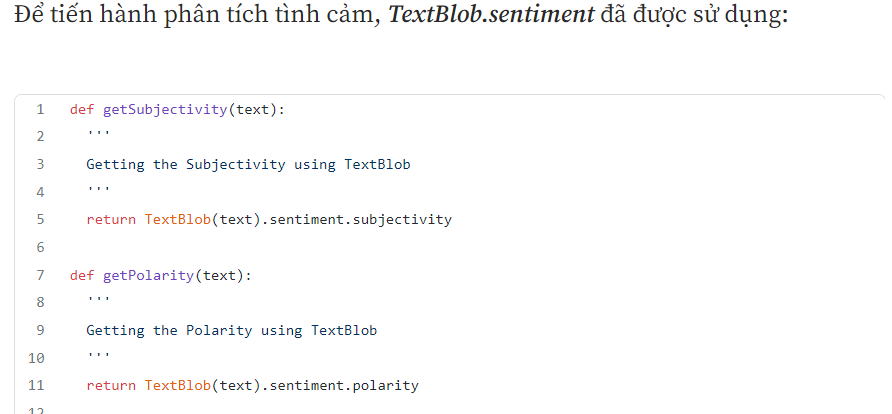 Để tiến hành phân tích tình cảm, TextBlob.sentiment đã được sử dụng:
1 def getSubjectivity(text):
2 '''
3 Getting the Subjectivity using TextBlob
4 '''
5 return TextBlob(text).sentiment.subjectivity
6
7 def getPolarity(text):
8 '''
9 Getting the Polarity using TextBlob
10 '''
11 return TextBlob(text).sentiment.polarity
12